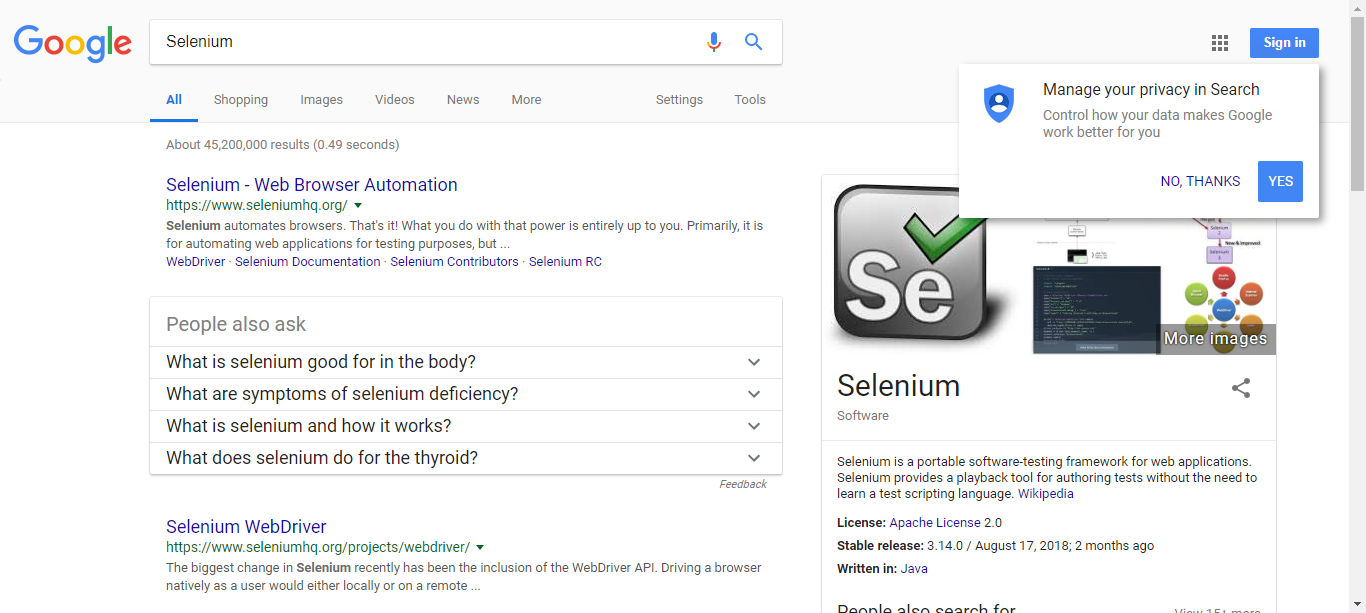 Google
Selenium
Sign in
All Shopping Images Videos News More Settings Tools
Manage your privacy in Search
Control how your data makes Google
work better for you
NO, THANKS YES
About 45,200,000 results (0.49 seconds)
Selenium - Web Browser Automation
https://www.seleniumhq.org/
Selenium automates browsers. That's it! What you do with that power is entirely up to you. Primarily, it is
for automating web applications for testing purposes, but ...
WebDriver · Selenium Documentation · Selenium Contributors · Selenium RC
People also ask
What is selenium good for in the body?
What are symptoms of selenium deficiency?
What is selenium and how it works?
What does selenium do for the thyroid?
Feedback
Selenium WebDriver
https://www.seleniumhq.org/projects/webdriver/
The biggest change in Selenium recently has been the inclusion of the WebDriver API. Driving a browser
natively as a user would either locally or on a remote ...
Se
New & Improved
More images
Selenium
Software
Selenium is a portable software-testing framework for web applications.
Selenium provides a playback tool for authoring tests without the need to
learn a test scripting language. Wikipedia
License: Apache License 2.0
Stable release: 3.14.0 / August 17, 2018; 2 months ago
Written in: Java
People also search for View 15+ more